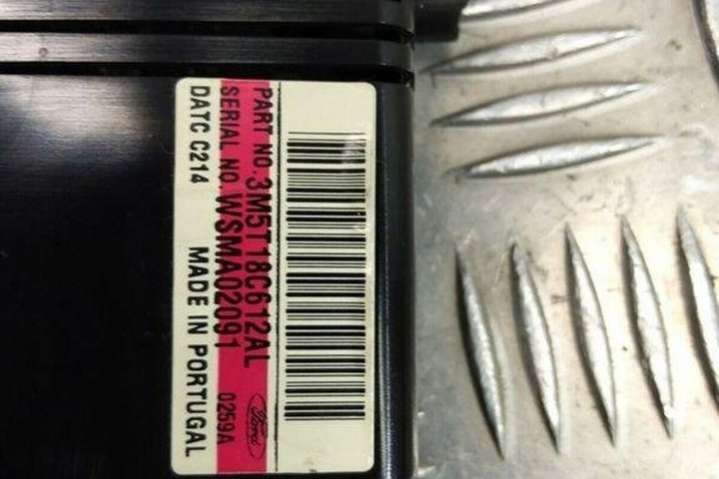 PART NO. 3M5T18C612AL
SERIAL NO. WSMA02091 0259A
DATC C214 MADE IN PORTUGAL
Ford